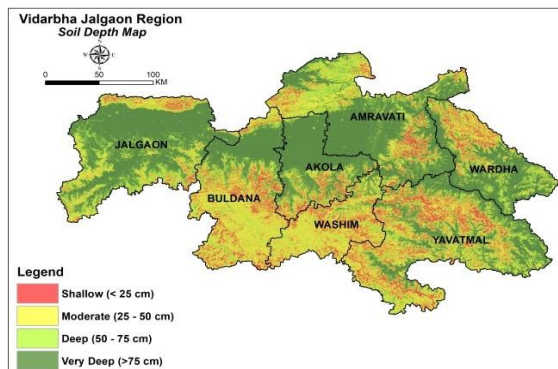 Vidarbha Jalgaon Region
Soil Depth Map
N
W E
S
0 50 100
KM
AMRAVATI
JALGAON
AKOLA
WARDHA
BULDANA
WASHIM
YAVATMAL
Legend
Shallow (< 25 cm)
Moderate (25 - 50 cm)
Deep (50 - 75 cm)
Very Deep (>75 cm)